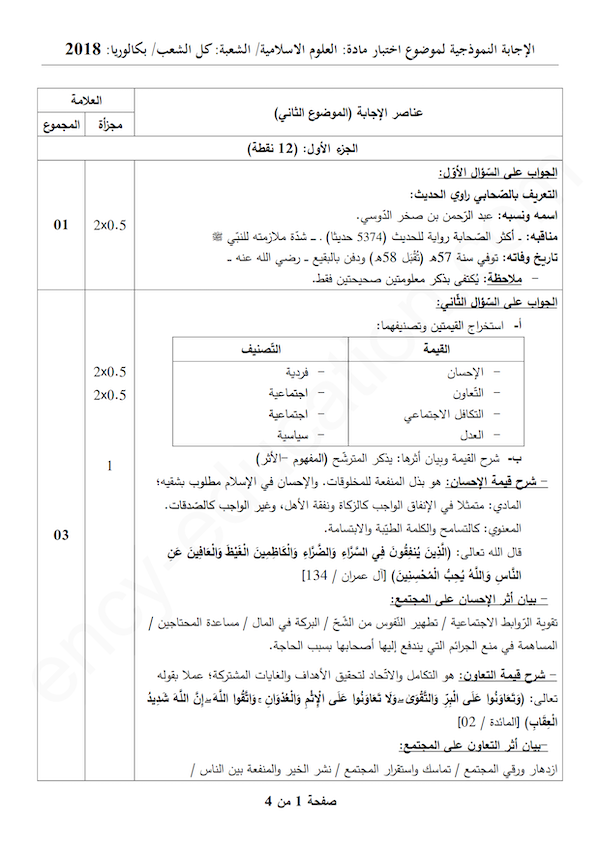 الإجابة النموذجية لموضوع اختبار مادة: العلوم الاسلامية/ الشعبة: كل الشعب/ بكالوريا: 2018
العلامة
عناصر الإجابة (الموضوع الثاني)
مجزأة
المجموع
الجزء الأول: (12 نقطة)
الجواب على السّؤال الأوّل:
التعريف بالصّحابي راوي الحديث:
اسمه ونسبه: عبد الرّحمن بن صخر الدّوسي.
مناقبه: ـ أكثر الصّحابة رواية للحديث (5374 حديثا) . ــ شدّة ملازمته للنبّي ﷺ
تاريخ وفاته: توفي سنة 57هـ (تُقْبَل 58هـ) ودفن بالبقيع ـ رضي الله عنه ــ
– ملاحظة: يُكتفى بذكر معلومتين صحيحتين فقط.
2x0.5
01
الجواب على السّؤال الثّاني:
أ- استخراج القيمتين وتصنيفهما:
القيمة
التّصنيف
– الإحسان
– فردية
– التّعاون
– اجتماعية
– التكافل الاجتماعي
– اجتماعية
– العدل
– سياسية
2x0.5
2x0.5
ب- شرح القيمة وبيان أثرها: يذكر المترشّح (المفهوم –الأثر)
1
– شرح قيمة الإحسان: هو بذل المنفعة للمخلوقات. والإحسان في الإسلام مطلوب بشقيه؛
المادي: متمثلا في الإنفاق الواجب كالزكاة ونفقة الأهل، وغير الواجب كالصّدقات.
المعنوي: كالتسامح والكلمة الطيّبة والابتسامة.
03
قال الله تعالى: (الَّذِينَ يُنفِقُونَ فِي السَّرَّاءِ وَالضَّرَّاءِ وَالْكَاظِمِينَ الْغَيْظَ وَالْعَافِينَ عَنِ
النَّاسِ وَاللَّهُ يُحِبُّ الْمُحْسِنِينَ) [آل عمران / 134]
– بيان أثر الإحسان على المجتمع:
تقوية الرّوابط الاجتماعية / تطهير النّفوس من الشّحّ / البركة في المال / مساعدة المحتاجين /
المساهمة في منع الجرائم التي يندفع إليها أصحابها بسبب الحاجة.
– شرح قيمة التعاون: هو التكامل والاتّحاد لتحقيق الأهداف والغايات المشتركة؛ عملا بقوله
تعالى: (وَتَعَاوَنُوا عَلَى الْبِرِّ وَالتَّقْوَىٰ ۖ وَلَا تَعَاوَنُوا عَلَى الْإِثْمِ وَالْعُدْوَانِ ۚ وَاتَّقُوا اللَّهَ ۖ إِنَّ اللَّهَ شَدِيدُ
الْعِقَابِ) [المائدة / 02]
–بيان أثر التعاون على المجتمع:
ازدهار ورقي المجتمع / تماسك واستقرار المجتمع / نشر الخير والمنفعة بين الناس /
صفحة 1 من 4